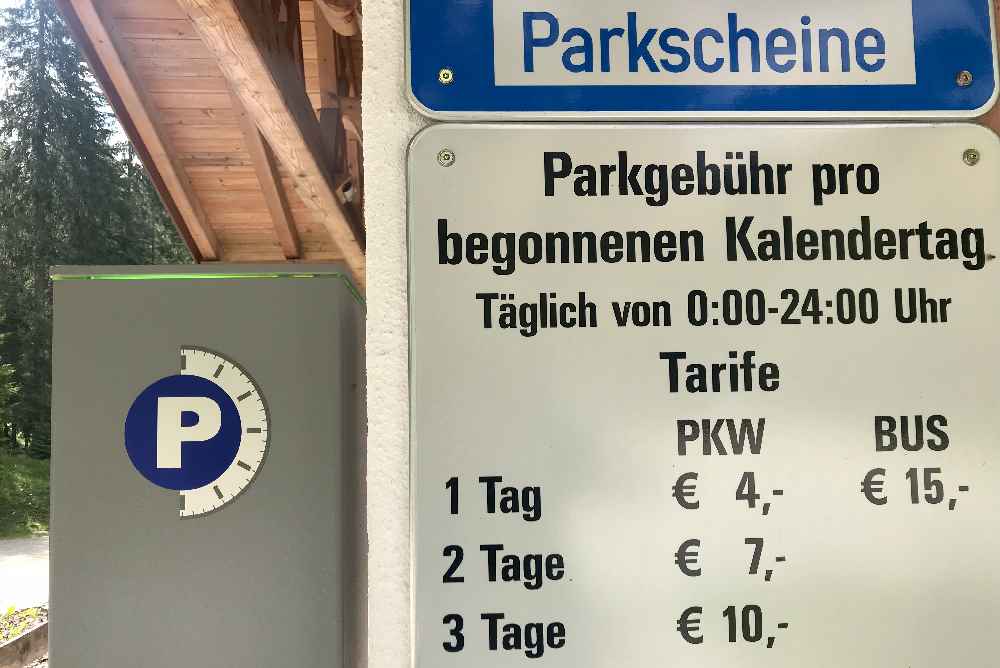 Parkscheine
Parkgebühr pro
begonnenen Kalendertag
Täglich von 0:00-24:00 Uhr
Tarife
PKW BUS
1 Tag € 4,- € 15,-
2 Tage € 7,-
3 Tage € 10,-
P